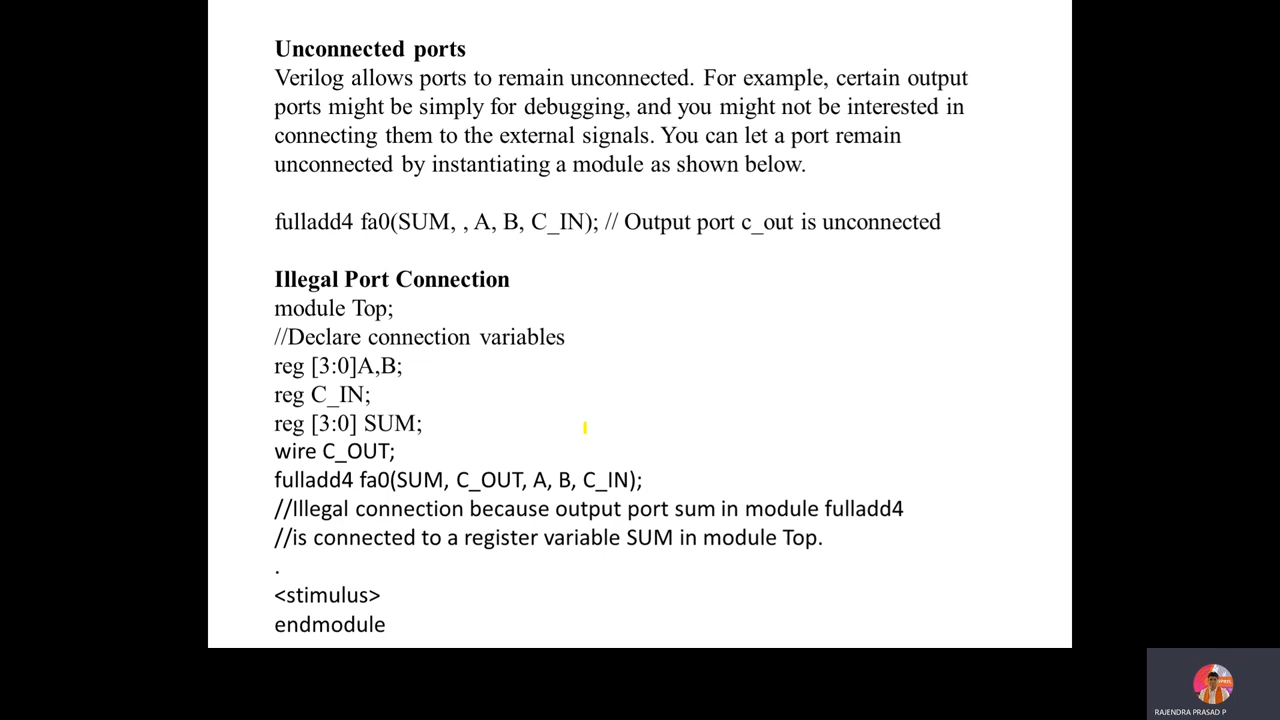 Unconnected ports
Verilog allows ports to remain unconnected. For example, certain output
ports might be simply for debugging, and you might not be interested in
connecting them to the external signals. You can let a port remain
unconnected by instantiating a module as shown below.
fulladd4 fa0(SUM, , A, B, C_IN); // Output port c_out is unconnected
Illegal Port Connection
module Top;
//Declare connection variables
reg [3:0]A,B;
reg C_IN;
reg [3:0] SUM;
wire C_OUT;
fulladd4 fa0(SUM, C_OUT, A, B, C_IN);
//Illegal connection because output port sum in module fulladd4
//is connected to a register variable SUM in module Top.
.
<stimulus>
endmodule
RAJENDRA PRASAD P